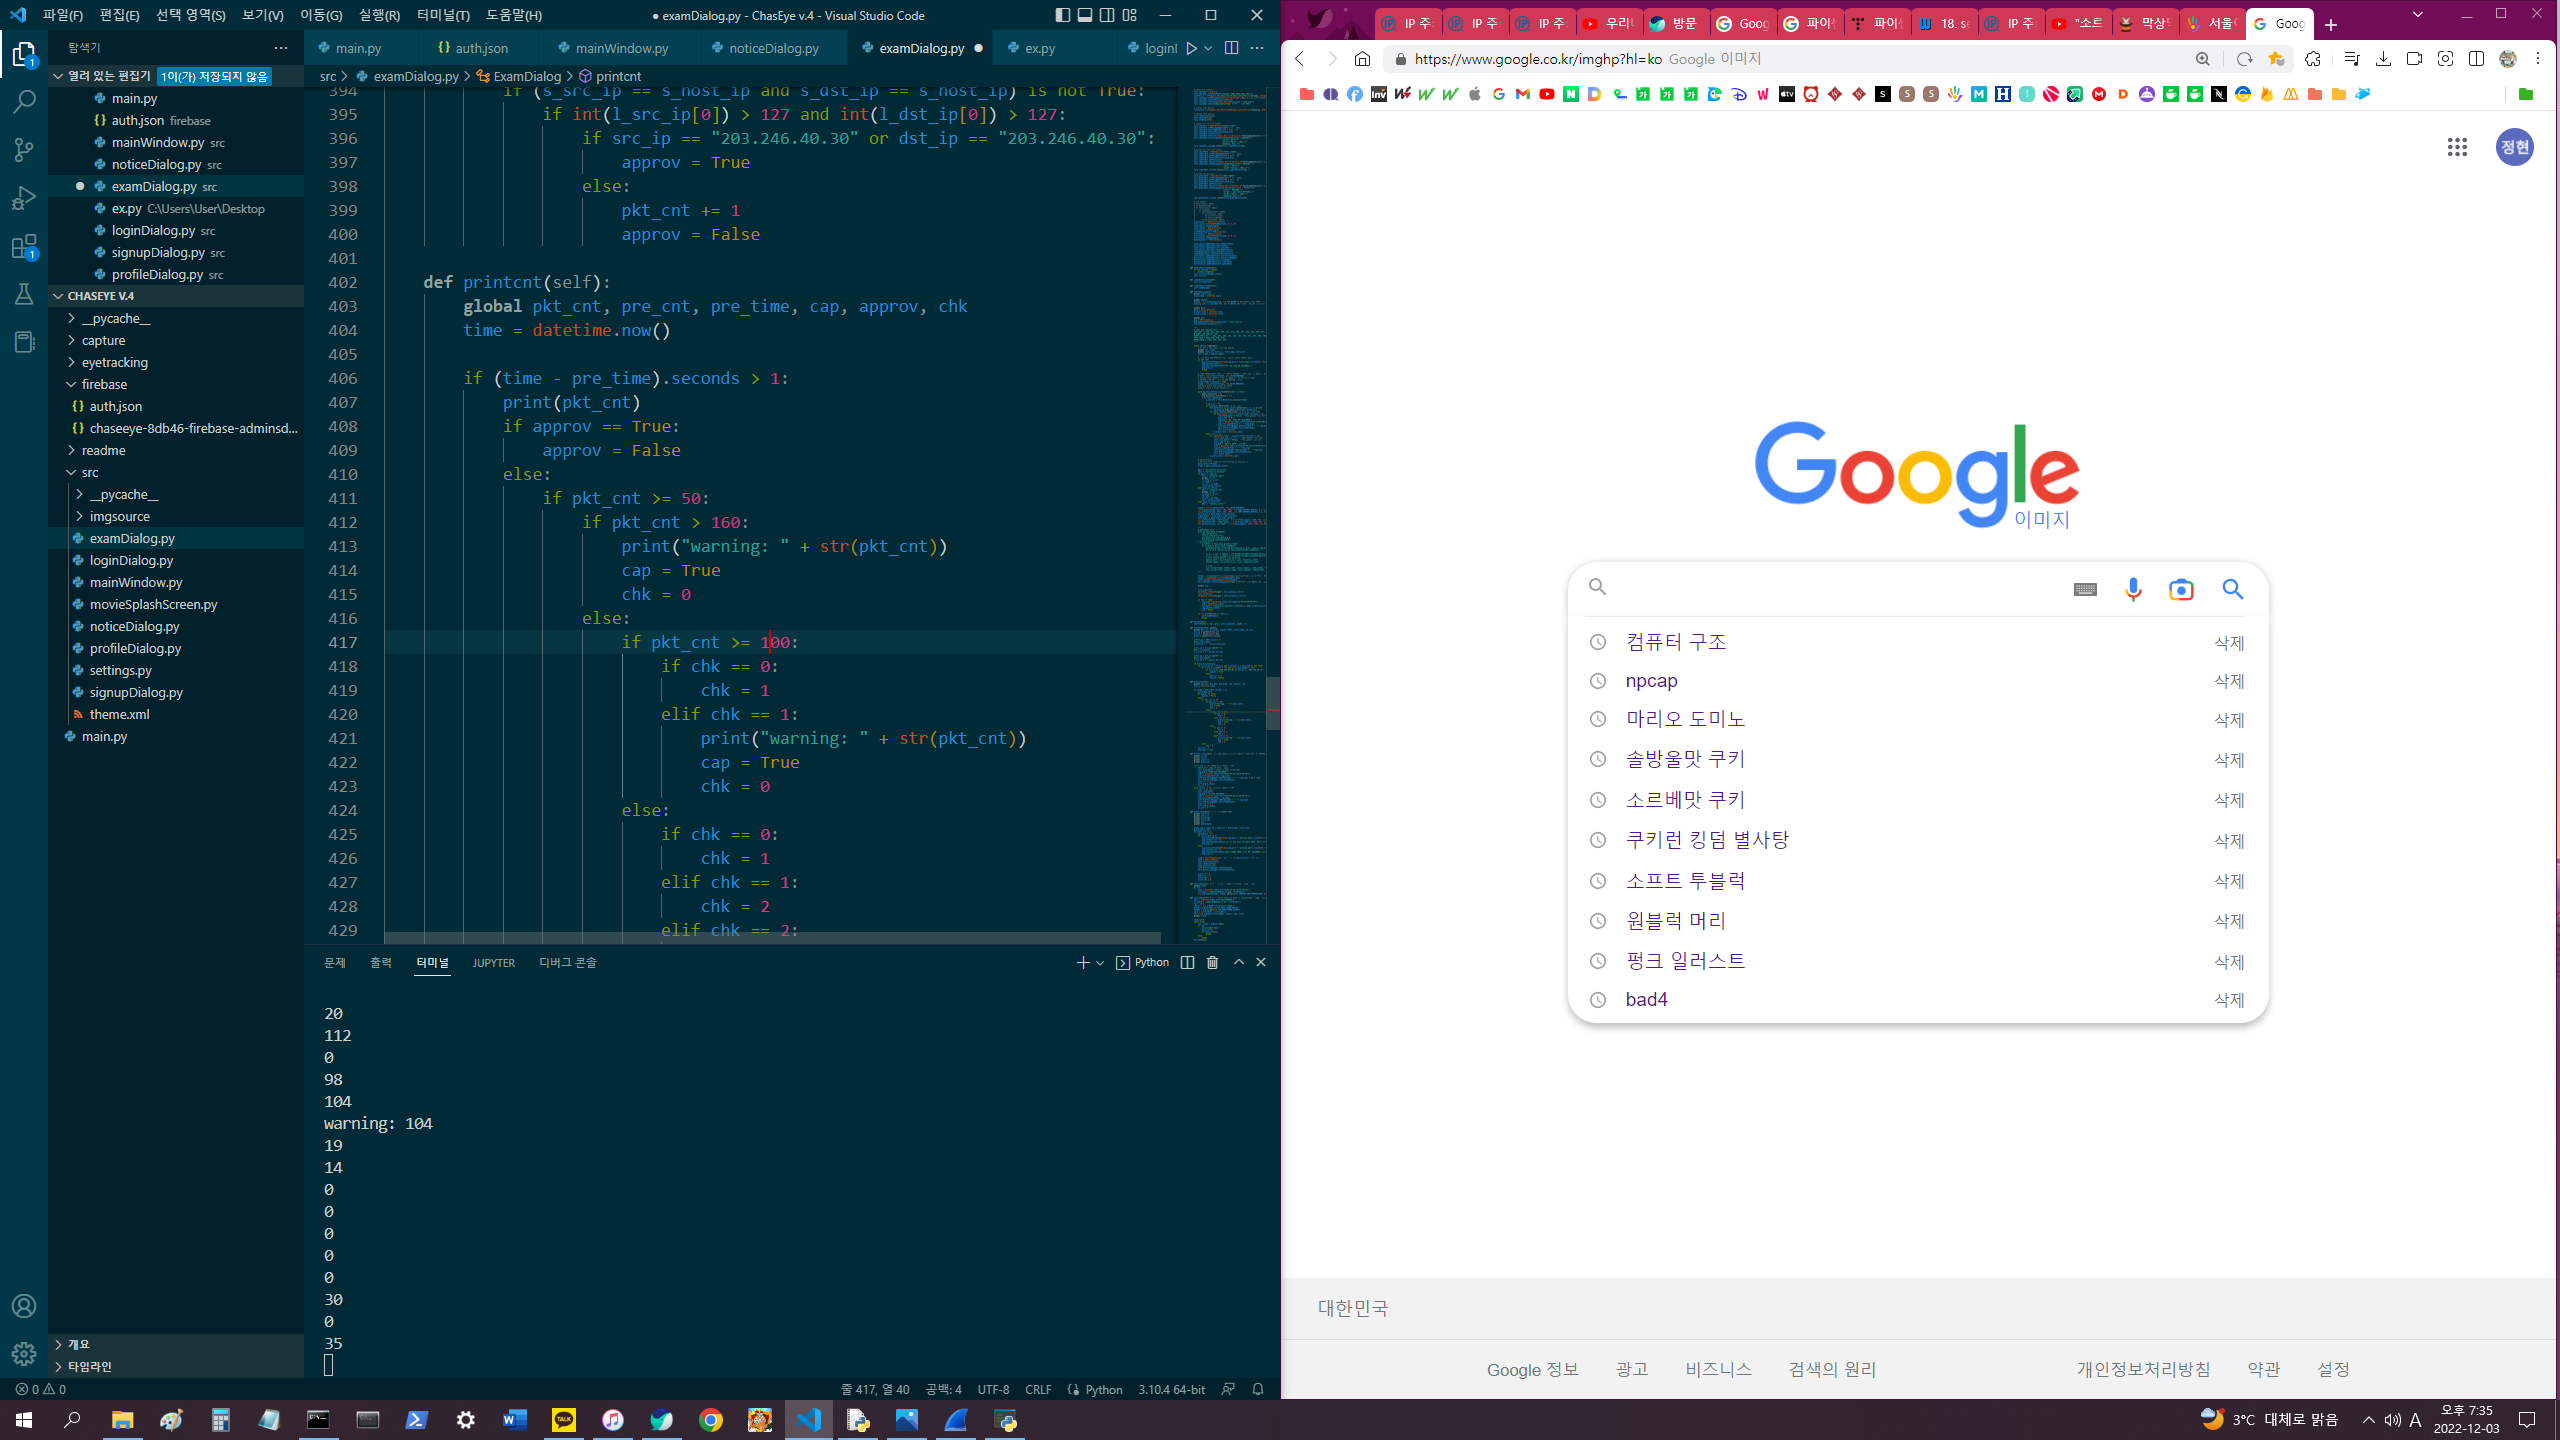 파일(F) 편집(E) 선택 영역(S) 보기(V) 이동(G) 실행(R) 터미널(T) 도움말(H)
● examDialog.py - ChasEye v.4 - Visual Studio Code
탐색기
열려 있는 편집기 1이(가) 저장되지 않음
main.py
auth.json firebase
mainWindow.py src
noticeDialog.py src
examDialog.py src
ex.py C:\Users\User\Desktop
loginDialog.py src
signupDialog.py src
profileDialog.py src
CHASEYE V.4
__pycache__
capture
eyetracking
firebase
auth.json
chaseeye-8db46-firebase-adminsd...
readme
src
__pycache__
imgsource
examDialog.py
loginDialog.py
mainWindow.py
movieSplashScreen.py
noticeDialog.py
profileDialog.py
settings.py
signupDialog.py
theme.xml
main.py
개요
타임라인
main.py auth.json mainWindow.py noticeDialog.py examDialog.py ex.py loginI
src > examDialog.py > ExamDialog > printcnt
394 if (s_src_ip == s_host_ip and s_dst_ip == s_host_ip) is not True:
395 if int(l_src_ip[0]) > 127 and int(l_dst_ip[0]) > 127:
396 if src_ip == "203.246.40.30" or dst_ip == "203.246.40.30":
397 approv = True
398 else:
399 pkt_cnt += 1
400 approv = False
401
402 def printcnt(self):
403 global pkt_cnt, pre_cnt, pre_time, cap, approv, chk
404 time = datetime.now()
405
406 if (time - pre_time).seconds > 1:
407 print(pkt_cnt)
408 if approv == True:
409 approv = False
410 else:
411 if pkt_cnt >= 50:
412 if pkt_cnt > 160:
413 print("warning: " + str(pkt_cnt))
414 cap = True
415 chk = 0
416 else:
417 if pkt_cnt >= 100:
418 if chk == 0:
419 chk = 1
420 elif chk == 1:
421 print("warning: " + str(pkt_cnt))
422 cap = True
423 chk = 0
424 else:
425 if chk == 0:
426 chk = 1
427 elif chk == 1:
428 chk = 2
429 elif chk == 2:
문제 출력 터미널 JUPYTER 디버그 콘솔
Python
20
112
0
98
104
warning: 104
19
14
0
0
0
0
0
30
0
35
0 0
줄 417, 열 40 공백: 4 UTF-8 CRLF Python 3.10.4 64-bit
IP 주 IP 주 IP 주 우리나 방문 Goog 파이썬 파이썬 18. se IP 주 "소트 막상 서울 Goog
https://www.google.co.kr/imghp?hl=ko Google 이미지
정현
Google
이미지
컴퓨터 구조 삭제
npcap 삭제
마리오 도미노 삭제
솔방울맛 쿠키 삭제
소르베맛 쿠키 삭제
쿠키런 킹덤 별사탕 삭제
소프트 투블럭 삭제
원블럭 머리 삭제
펑크 일러스트 삭제
bad4 삭제
대한민국
Google 정보 광고 비즈니스 검색의 원리 개인정보처리방침 약관 설정
3°C 대체로 맑음
A
오후 7:35
2022-12-03